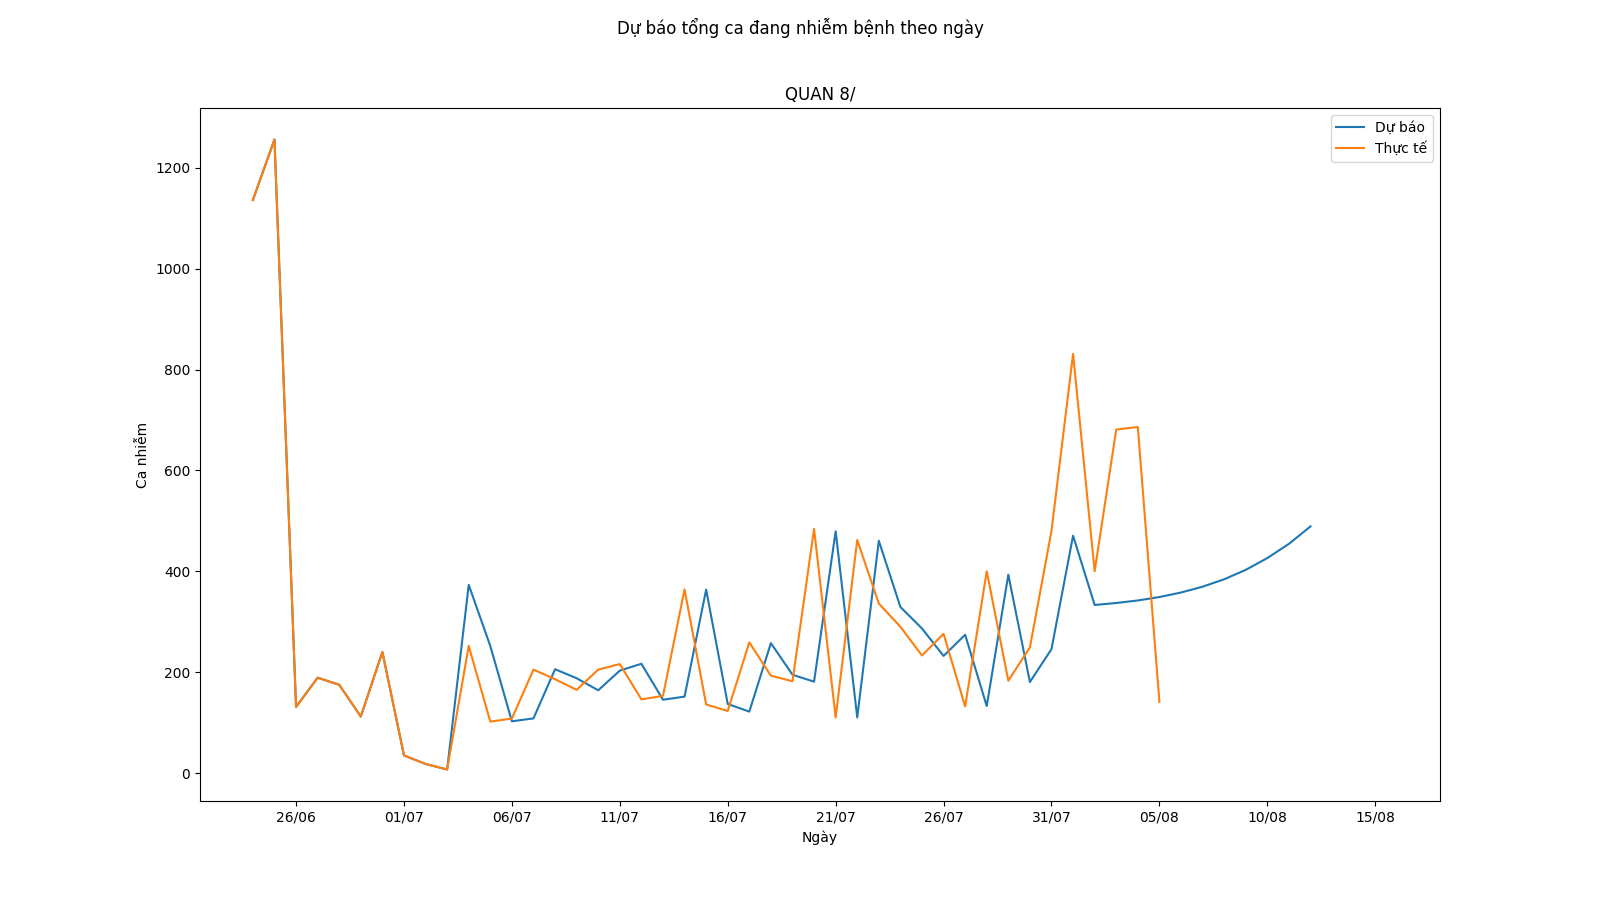 Dự báo tổng ca đang nhiễm bệnh theo ngày
QUAN 8/
Dự báo
Thực tế
1200
1000
800
600
400
200
0
Ca nhiễm
26/06 01/07 06/07 11/07 16/07 21/07 26/07 31/07 05/08 10/08 15/08
Ngày